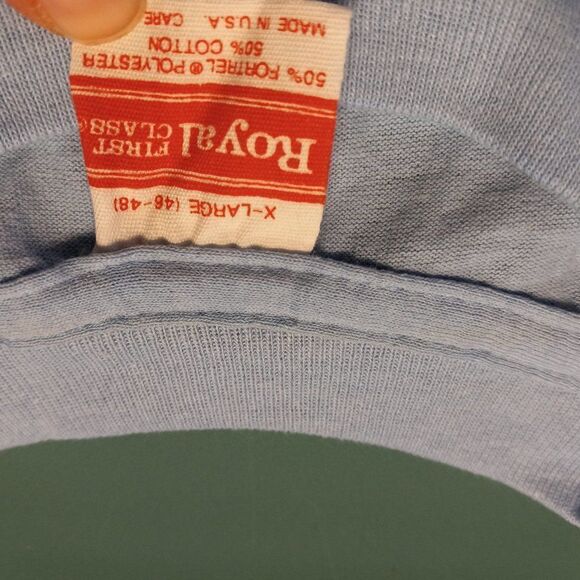 X-LARGE (46-48)
Royal
FIRST
CLASS®
50% FORTREL® POLYESTER
50% COTTON
MADE IN U.S.A. CARE